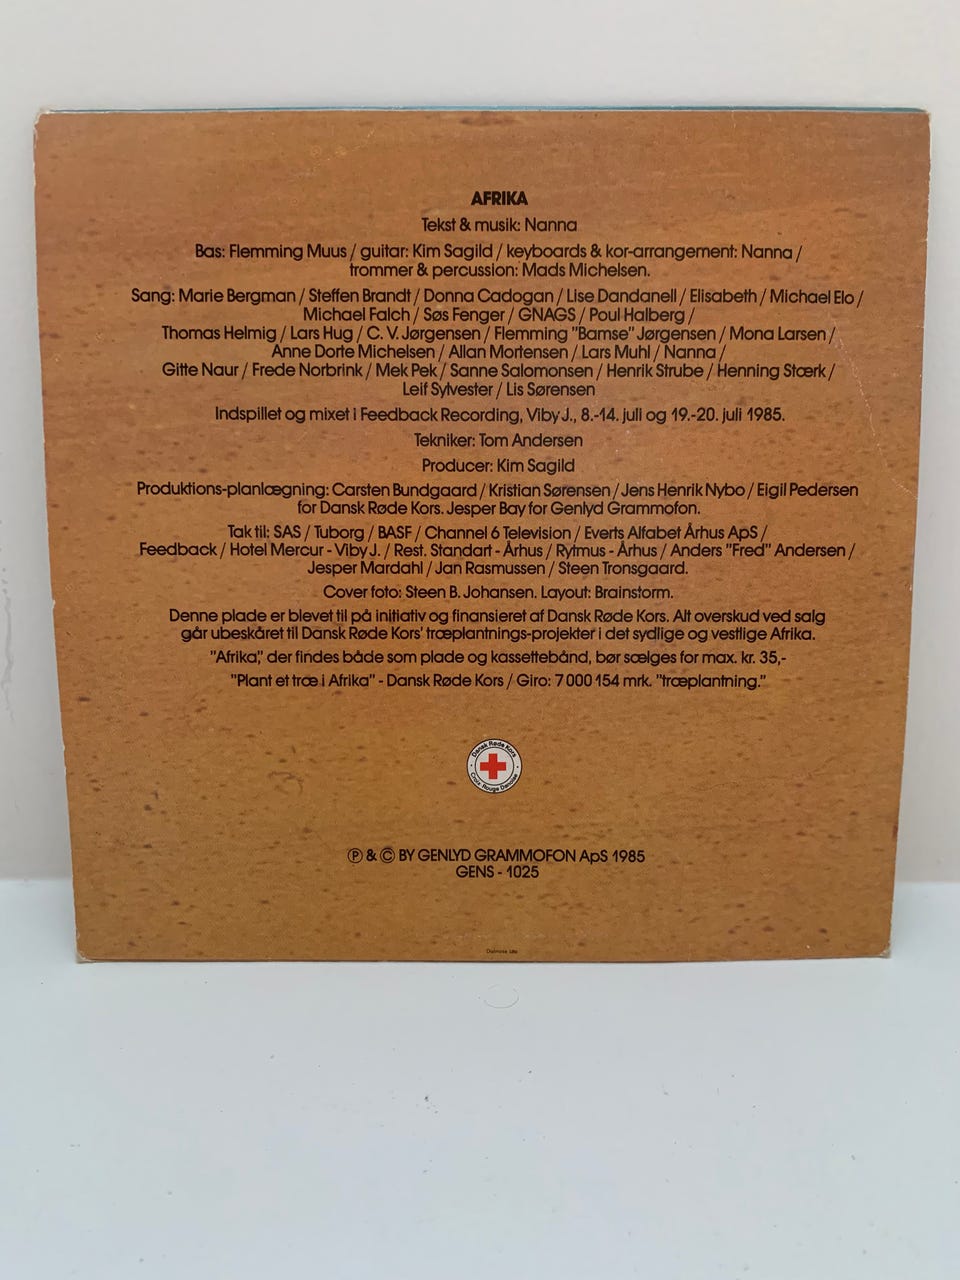 AFRIKA
Tekst & musik: Nanna
Bas: Flemming Muus / guitar: Kim Sagild / keyboards & kor-arrangement: Nanna /
trommer & percussion: Mads Michelsen.
Sang: Marie Bergman / Steffen Brandt / Donna Cadogan / Lise Dandanell / Elisabeth / Michael Elo /
Michael Falch / Søs Fenger / GNAGS / Poul Halberg /
Thomas Helmig / Lars Hug / C. V. Jørgensen / Flemming "Bamse" Jørgensen / Mona Larsen /
Anne Dorte Michelsen / Allan Mortensen / Lars Muhl / Nanna /
Gitte Naur / Frede Norbrink / Mek Pek / Sanne Salomonsen / Henrik Strube / Henning Stærk /
Leif Sylvester / Lis Sørensen
Indspillet og mixet i Feedback Recording, Viby J., 8.-14. juli og 19.-20. juli 1985.
Tekniker: Tom Andersen
Producer: Kim Sagild
Produktions-planlægning: Carsten Bundgaard / Kristian Sørensen / Jens Henrik Nybo / Eigil Pedersen
for Dansk Røde Kors. Jesper Bay for Genlyd Grammofon.
Tak til: SAS / Tuborg / BASF / Channel 6 Television / Everts Alfabet Århus ApS /
Feedback / Hotel Mercur - Viby J. / Rest. Standart - Århus / Rytmus - Århus / Anders "Fred" Andersen /
Jesper Mardahl / Jan Rasmussen / Steen Tronsgaard.
Cover foto: Steen B. Johansen. Layout: Brainstorm.
Denne plade er blevet til på initiativ og finansieret af Dansk Røde Kors. Alt overskud ved salg
går ubeskåret til Dansk Røde Kors' træplantnings-projekter i det sydlige og vestlige Afrika.
"Afrika", der findes både som plade og kassettebånd, bør sælges for max. kr. 35,-
"Plant et træ i Afrika" - Dansk Røde Kors / Giro: 7 000 154 mrk. "træplantning."
Dansk Røde Kors
Croix Rouge Danoise
Ⓟ & © BY GENLYD GRAMMOFON ApS 1985
GENS - 1025